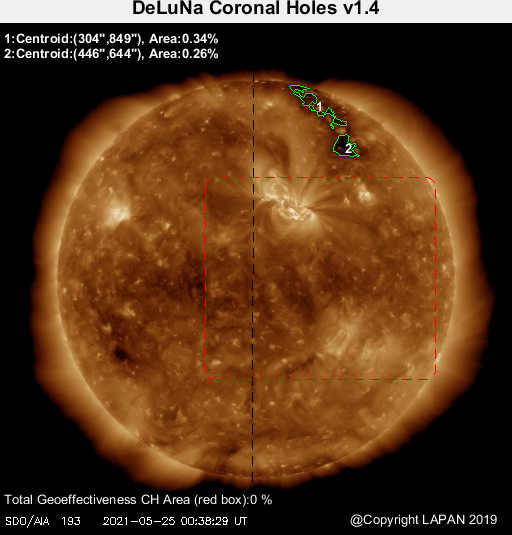 DeLuNa Coronal Holes v1.4
1:Centroid:(304",849"), Area:0.34%
2:Centroid:(446",644"), Area:0.26%
1
2
Total Geoeffectiveness CH Area (red box):0 %
SDO/AIA 193 2021-05-25 00:38:29 UT
@Copyright LAPAN 2019